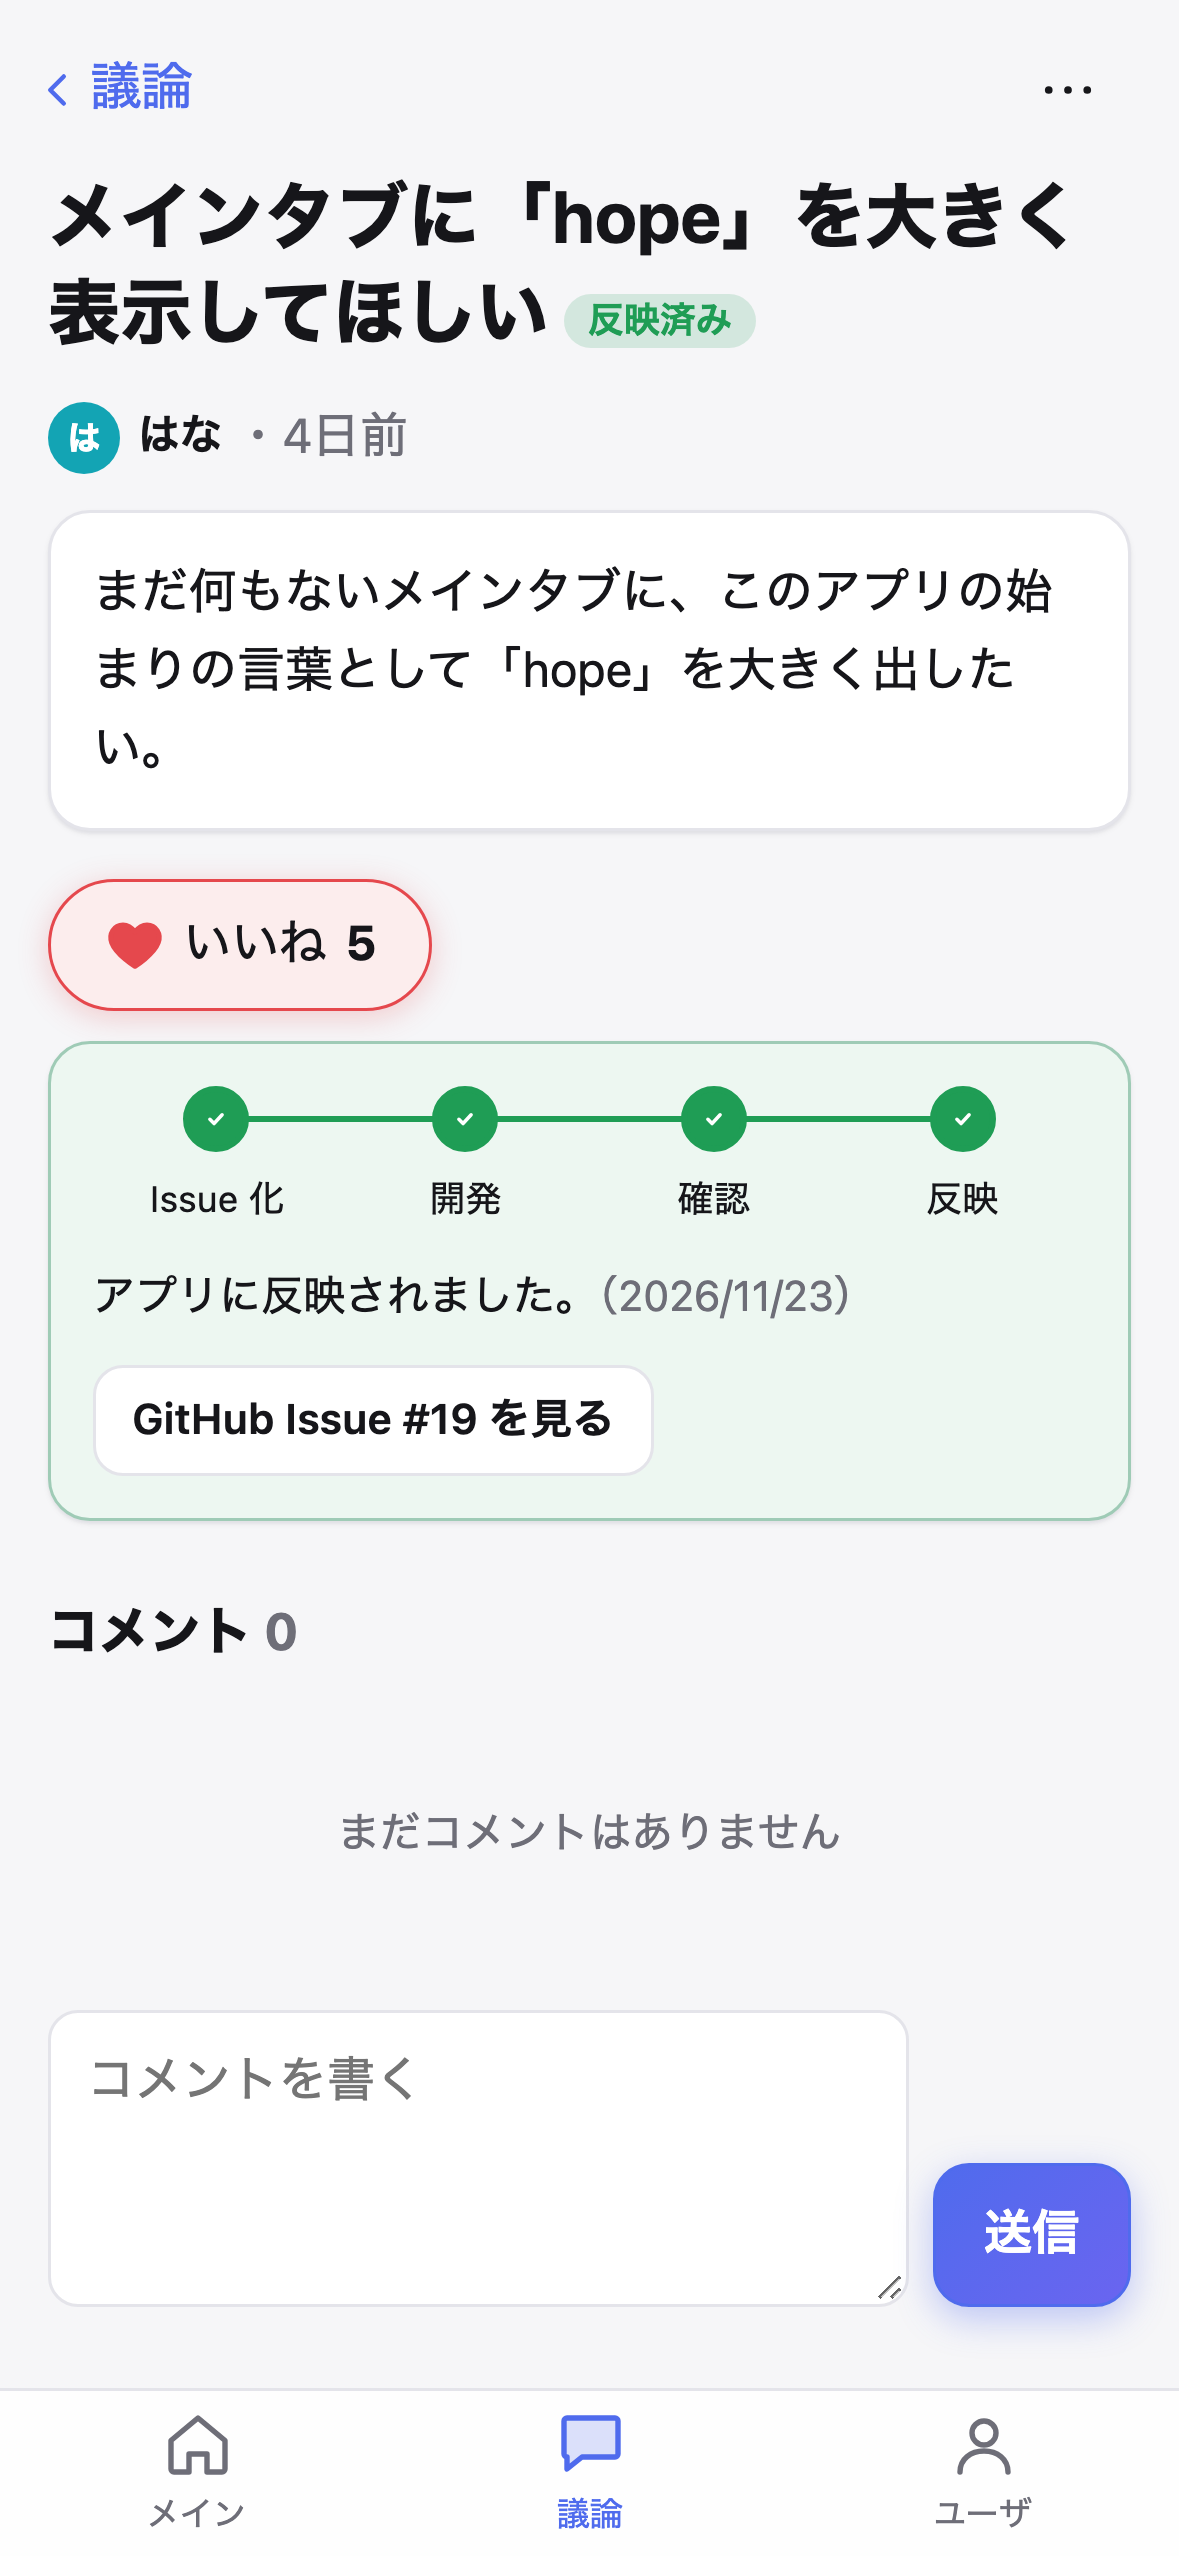 議論
…
メインタブに「hope」を大きく
表示してほしい 反映済み
は はな ・4日前
まだ何もないメインタブに、このアプリの始
まりの言葉として「hope」を大きく出した
い。
いいね 5
Issue 化 開発 確認 反映
アプリに反映されました。（2026/11/23）
GitHub Issue #19 を見る
コメント 0
まだコメントはありません
コメントを書く
送信
メイン 議論 ユーザ